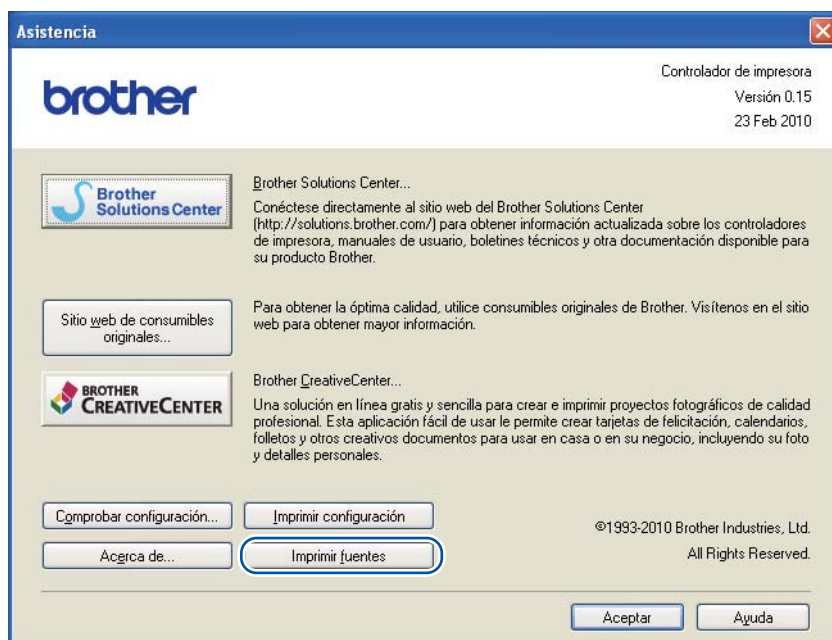 Asistencia
brother
Controlador de impresora
Versión 0.15
23 Feb 2010
Brother
Solutions Center
Brother Solutions Center...
Conéctese directamente al sitio web del Brother Solutions Center
(http://solutions.brother.com/) para obtener información actualizada sobre los controladores
de impresora, manuales de usuario, boletines técnicos y otra documentación disponible para
su producto Brother.
Sitio web de consumibles
originales...
Para obtener la óptima calidad, utilice consumibles originales de Brother. Visítenos en el sitio
web para obtener mayor información.
BROTHER
CREATIVECENTER
Brother CreativeCenter...
Una solución en línea gratis y sencilla para crear e imprimir proyectos fotográficos de calidad
profesional. Esta aplicación fácil de usar le permite crear tarjetas de felicitación, calendarios,
folletos y otros creativos documentos para usar en casa o en su negocio, incluyendo su foto
y detalles personales.
Comprobar configuración...
Imprimir configuración
©1993-2010 Brother Industries, Ltd.
Acerca de...
Imprimir fuentes
All Rights Reserved.
Aceptar
Ayuda